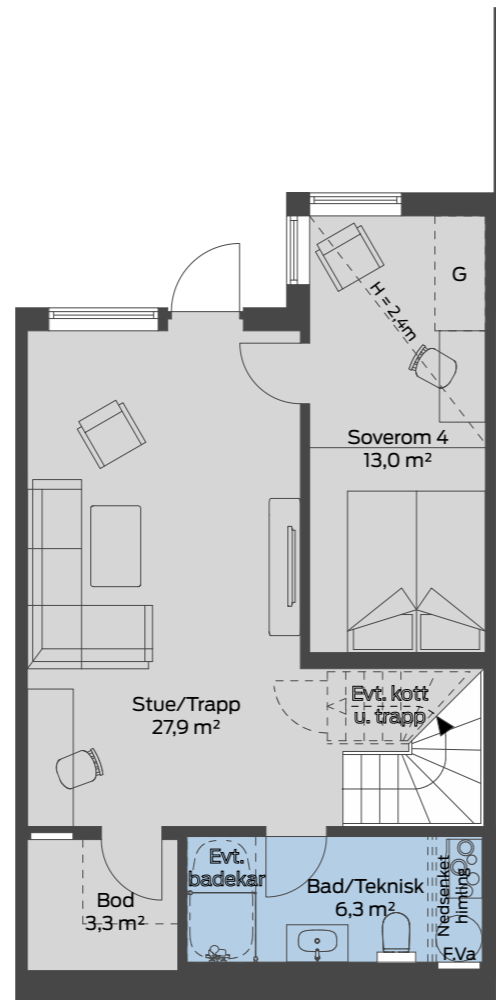 G
H = 2,4m
Soverom 4
13,0 m²
Evt. kott
u. trapp
Stue/Trapp
27,9 m²
Bod
3,3 m²
Evt.
badekar
Bad/Teknisk
6,3 m²
Nedsenket
himling
F.Va